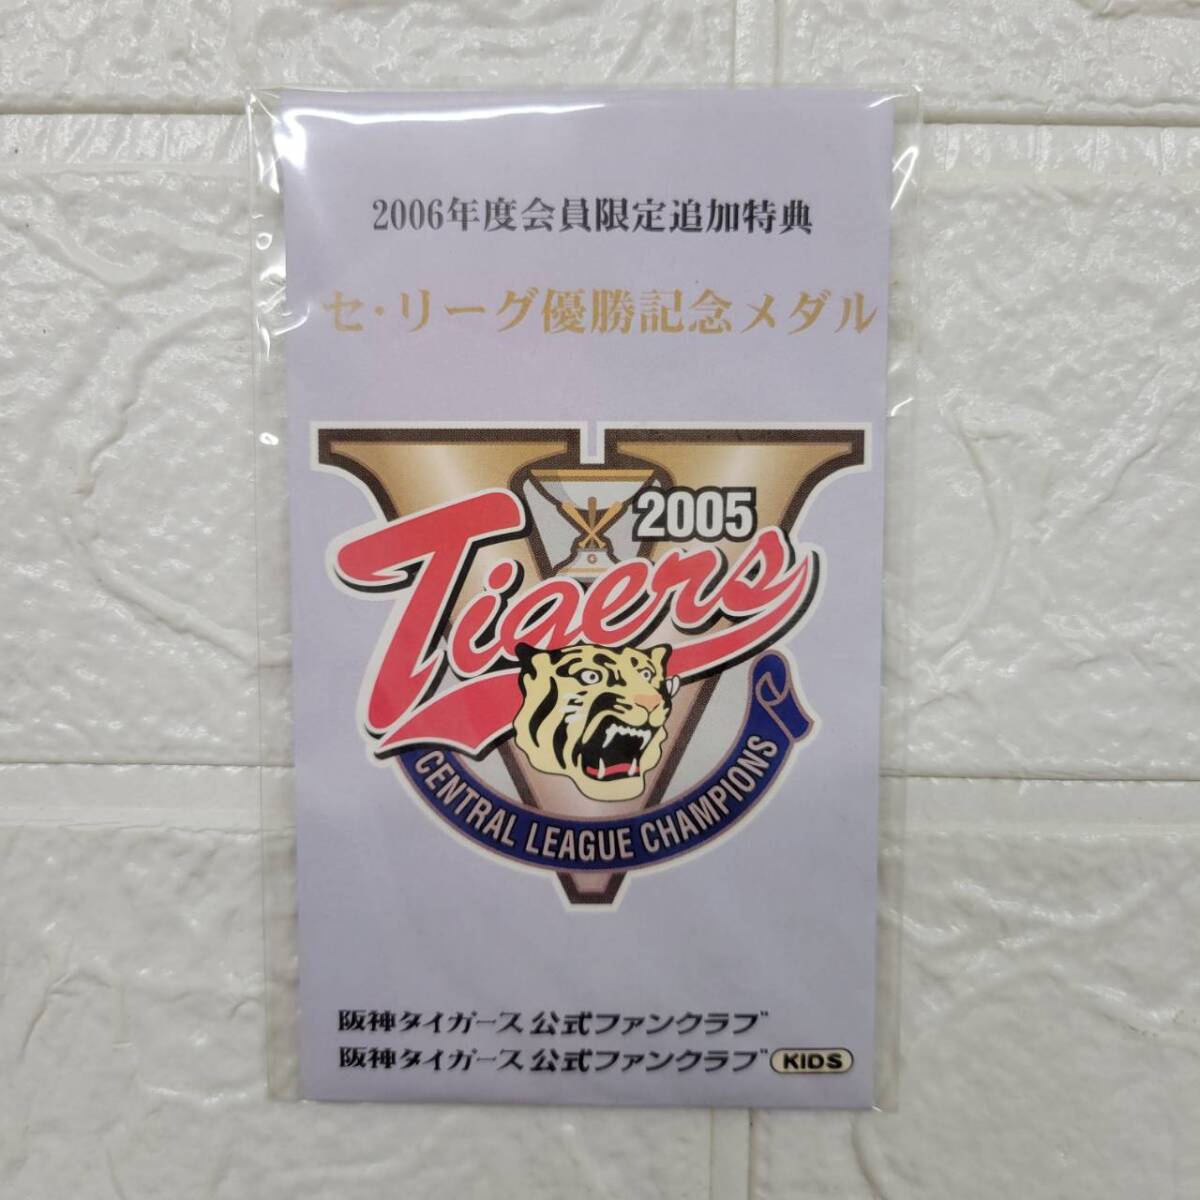 2006年度会員限定追加特典
セ・リーグ優勝記念メダル
2005
Tigers
CENTRAL LEAGUE CHAMPIONS
阪神タイガース公式ファンクラブ
阪神タイガース公式ファンクラブ KIDS